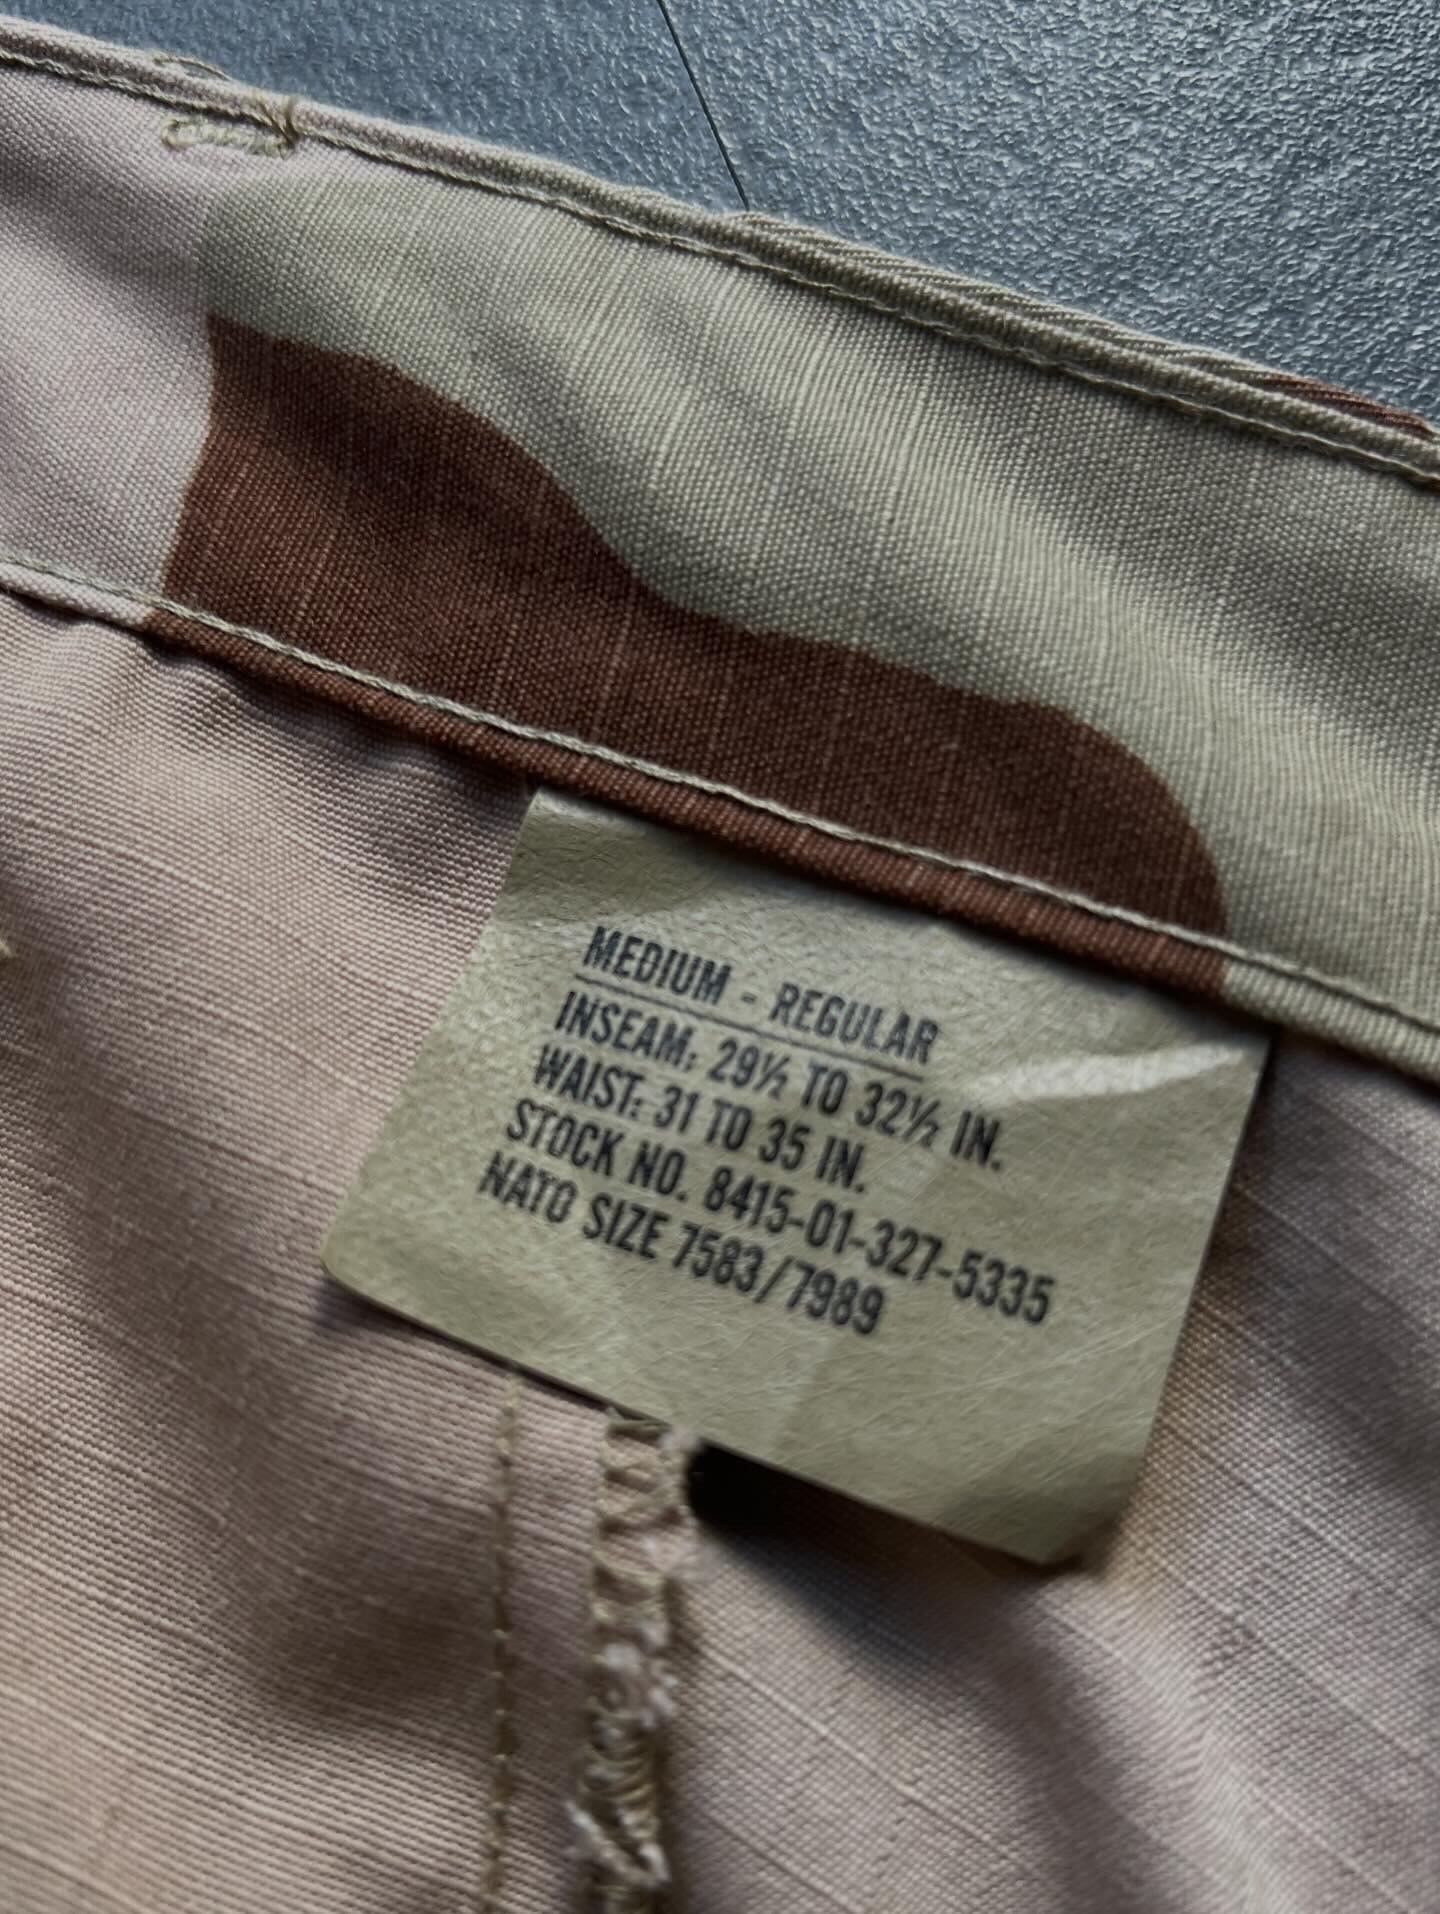 MEDIUM - REGULAR
INSEAM: 29½ TO 32½ IN.
WAIST: 31 TO 35 IN.
STOCK NO. 8415-01-327-5335
NATO SIZE 7583/7989